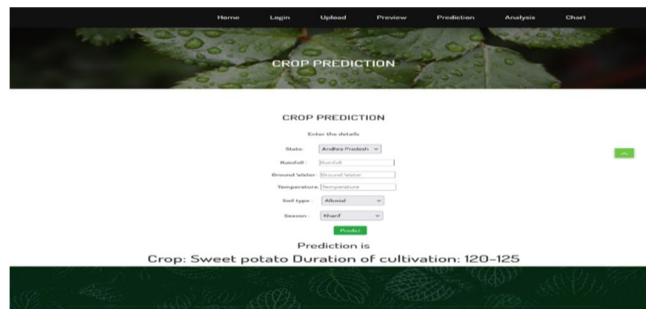 Home Login Upload Preview Prediction Analysis Chart
CROP PREDICTION
CROP PREDICTION
Enter the details
State: Andhra Pradesh
Rainfall : Rainfall
Ground Water: Ground Water
Temperature: Temperature
Soil type : Alluvial
Season : Kharif
Predict
Prediction is
Crop: Sweet potato Duration of cultivation: 120-125